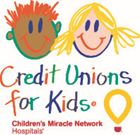 Credit Unions
for Kids
Children's Miracle Network
Hospitals'